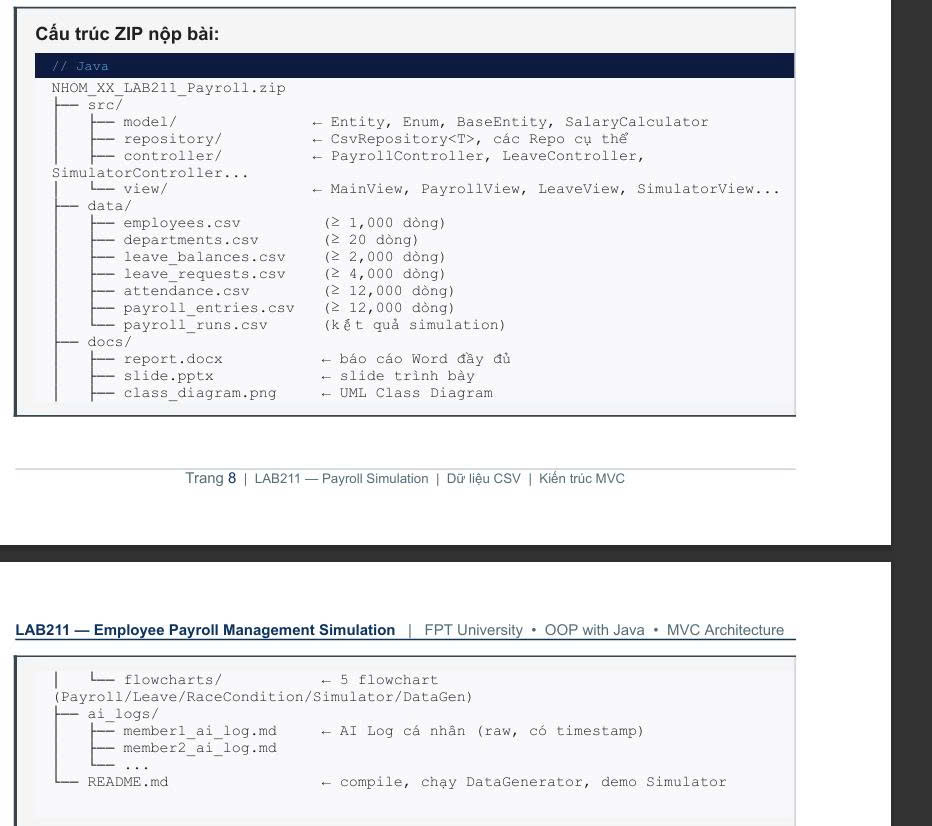 Cấu trúc ZIP nộp bài:
// Java
NHOM_XX_LAB211_Payroll.zip
├── src/
│   ├── model/               ← Entity, Enum, BaseEntity, SalaryCalculator
│   ├── repository/          ← CsvRepository<T>, các Repo cụ thể
│   ├── controller/          ← PayrollController, LeaveController,
SimulatorController...
│   └── view/                ← MainView, PayrollView, LeaveView, SimulatorView...
├── data/
│   ├── employees.csv         (≥ 1,000 dòng)
│   ├── departments.csv       (≥ 20 dòng)
│   ├── leave_balances.csv    (≥ 2,000 dòng)
│   ├── leave_requests.csv    (≥ 4,000 dòng)
│   ├── attendance.csv        (≥ 12,000 dòng)
│   ├── payroll_entries.csv   (≥ 12,000 dòng)
│   └── payroll_runs.csv      (kết quả simulation)
├── docs/
│   ├── report.docx           ← báo cáo Word đầy đủ
│   ├── slide.pptx            ← slide trình bày
│   ├── class_diagram.png     ← UML Class Diagram
Trang 8 | LAB211 — Payroll Simulation | Dữ liệu CSV | Kiến trúc MVC
LAB211 — Employee Payroll Management Simulation | FPT University • OOP with Java • MVC Architecture
│   └── flowcharts/           ← 5 flowchart
(Payroll/Leave/RaceCondition/Simulator/DataGen)
├── ai_logs/
│   ├── member1_ai_log.md     ← AI Log cá nhân (raw, có timestamp)
│   ├── member2_ai_log.md
│   └── ...
└── README.md                 ← compile, chạy DataGenerator, demo Simulator